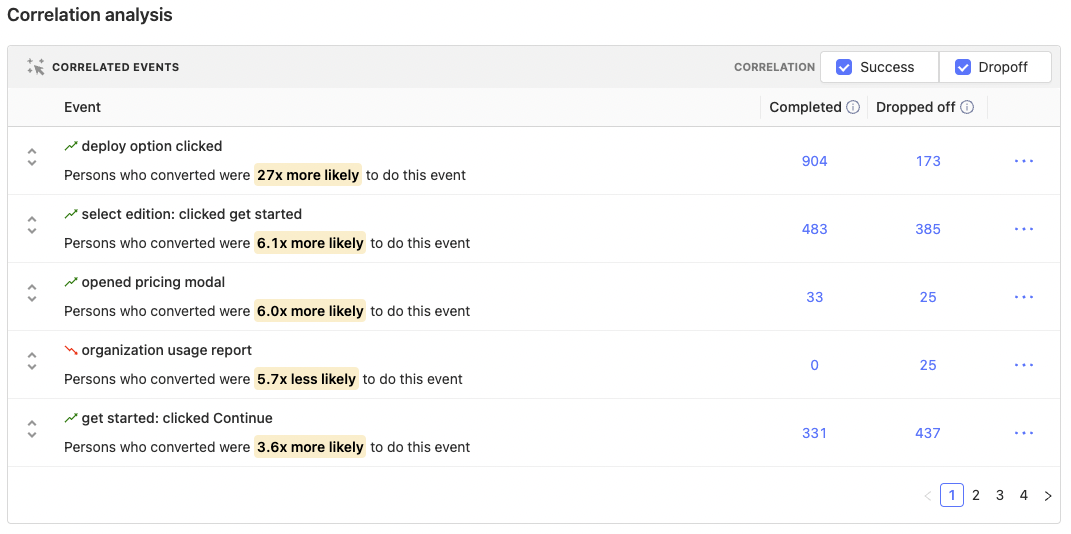 Correlation analysis
CORRELATED EVENTS CORRELATION Success Dropoff
Event Completed Dropped off
deploy option clicked
Persons who converted were 27x more likely to do this event 904 173
select edition: clicked get started
Persons who converted were 6.1x more likely to do this event 483 385
opened pricing modal
Persons who converted were 6.0x more likely to do this event 33 25
organization usage report
Persons who converted were 5.7x less likely to do this event 0 25
get started: clicked Continue
Persons who converted were 3.6x more likely to do this event 331 437
< 1 2 3 4 >